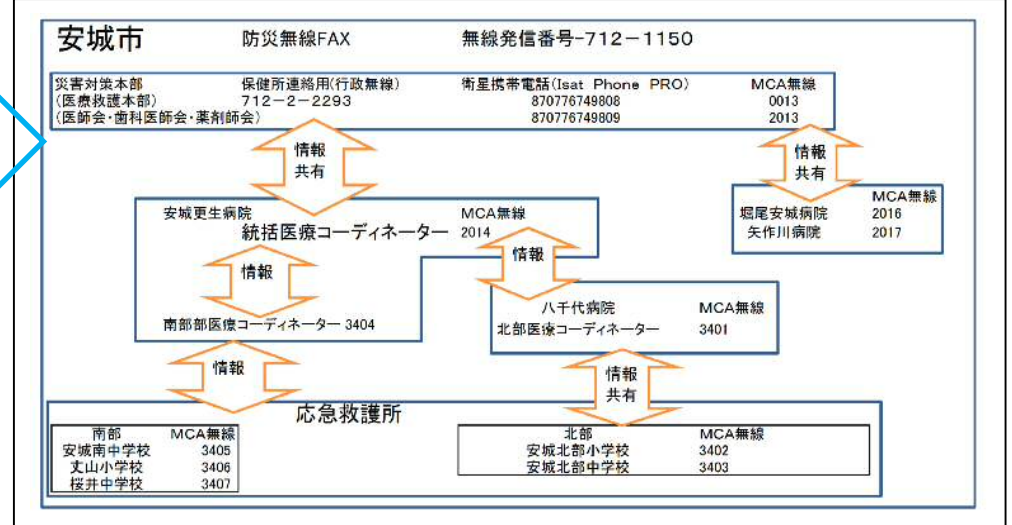 安城市 防災無線FAX 無線発信番号-712-1150
災害対策本部 保健所連絡用(行政無線) 衛星携帯電話(Isat Phone PRO) MCA無線
(医療救護本部) 712-2-2293 870776749808 0013
(医師会・歯科医師会・薬剤師会) 870776749809 2013
情報
共有
情報
共有
安城更生病院 MCA無線
統括医療コーディネーター 2014
MCA無線
堀尾安城病院 2016
矢作川病院 2017
情報
情報
南部部医療コーディネーター 3404
八千代病院 MCA無線
北部医療コーディネーター 3401
情報
情報
共有
応急救護所
南部 MCA無線
安城南中学校 3405
丈山小学校 3406
桜井中学校 3407
北部 MCA無線
安城北部小学校 3402
安城北部中学校 3403